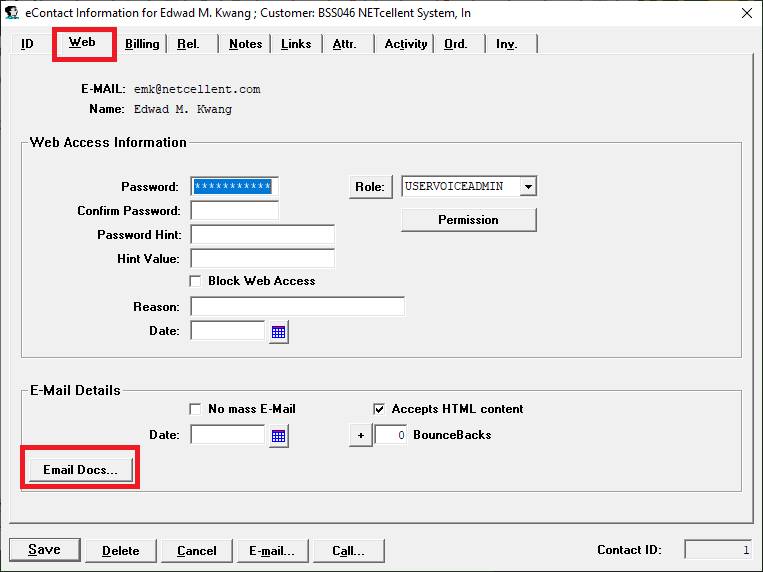 eContact Information for Edwad M. Kwang ; Customer: BSS046 NETcellent System, In
ID Web Billing Rel. Notes Links Attr. Activity Ord. Inv.
E-MAIL: emk@netcellent.com
Name: Edwad M. Kwang
Web Access Information
Password: *********** Role: USERVOICEADMIN
Confirm Password: Permission
Password Hint:
Hint Value:
Block Web Access
Reason:
Date:
E-Mail Details
No mass E-Mail Accepts HTML content
Date: + 0 BounceBacks
Email Docs...
Save Delete Cancel E-mail... Call... Contact ID: 1